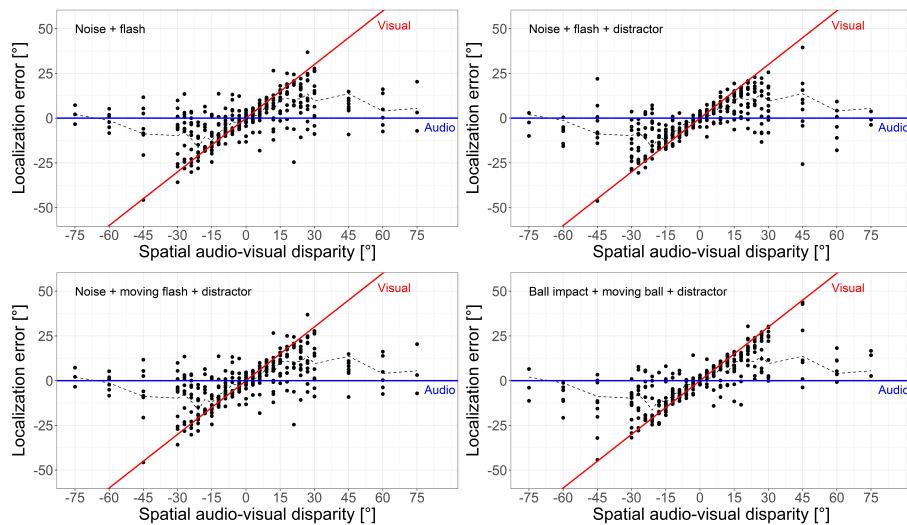 Noise + flash
Visual
Audio
Localization error [°]
50
25
0
-25
-50
-75 -60 -45 -30 -15 0 15 30 45 60 75
Spatial audio-visual disparity [°]
Noise + flash + distractor
Visual
Audio
Localization error [°]
50
25
0
-25
-50
-75 -60 -45 -30 -15 0 15 30 45 60 75
Spatial audio-visual disparity [°]
Noise + moving flash + distractor
Visual
Audio
Localization error [°]
50
25
0
-25
-50
-75 -60 -45 -30 -15 0 15 30 45 60 75
Spatial audio-visual disparity [°]
Ball impact + moving ball + distractor
Visual
Audio
Localization error [°]
50
25
0
-25
-50
-75 -60 -45 -30 -15 0 15 30 45 60 75
Spatial audio-visual disparity [°]